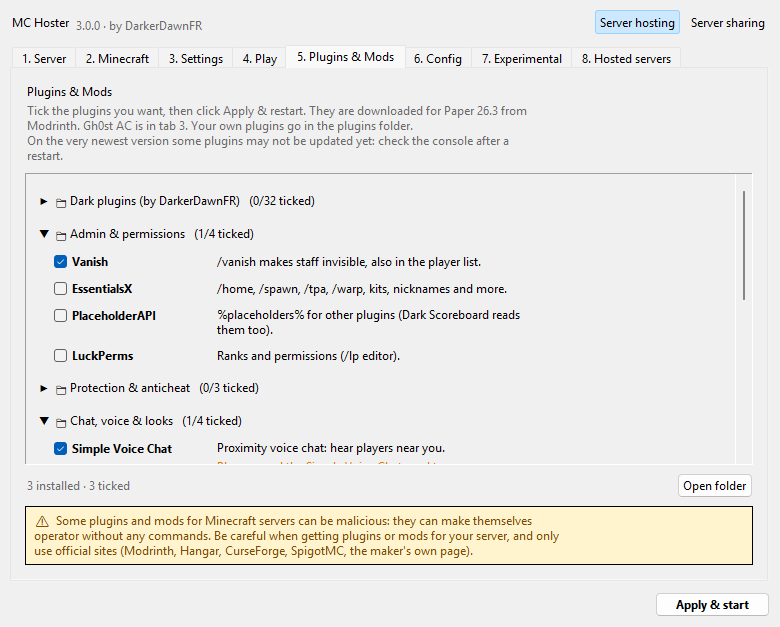 MC Hoster 3.0.0 · by DarkerDawnFR
Server hosting
Server sharing
1. Server
2. Minecraft
3. Settings
4. Play
5. Plugins & Mods
6. Config
7. Experimental
8. Hosted servers
Plugins & Mods
Tick the plugins you want, then click Apply & restart. They are downloaded for Paper 26.3 from
Modrinth. Gh0st AC is in tab 3. Your own plugins go in the plugins folder.
On the very newest version some plugins may not be updated yet: check the console after a
restart.
Dark plugins (by DarkerDawnFR) (0/32 ticked)
Admin & permissions (1/4 ticked)
Vanish /vanish makes staff invisible, also in the player list.
EssentialsX /home, /spawn, /tpa, /warp, kits, nicknames and more.
PlaceholderAPI %placeholders% for other plugins (Dark Scoreboard reads
them too).
LuckPerms Ranks and permissions (/lp editor).
Protection & anticheat (0/3 ticked)
Chat, voice & looks (1/4 ticked)
Simple Voice Chat Proximity voice chat: hear players near you.
3 installed · 3 ticked
Open folder
⚠ Some plugins and mods for Minecraft servers can be malicious: they can make themselves
operator without any commands. Be careful when getting plugins or mods for your server, and only
use official sites (Modrinth, Hangar, CurseForge, SpigotMC, the maker's own page).
Apply & start